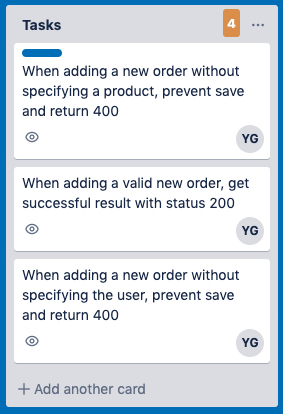 Tasks 4
When adding a new order without
specifying a product, prevent save
and return 400
YG
When adding a valid new order, get
successful result with status 200
YG
When adding a new order without
specifying the user, prevent save
and return 400
YG
+ Add another card